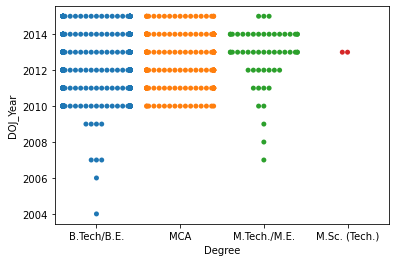 2014
2012
2010
2008
2006
2004
DOJ_Year
B.Tech/B.E.
MCA
M.Tech./M.E.
M.Sc. (Tech.)
Degree